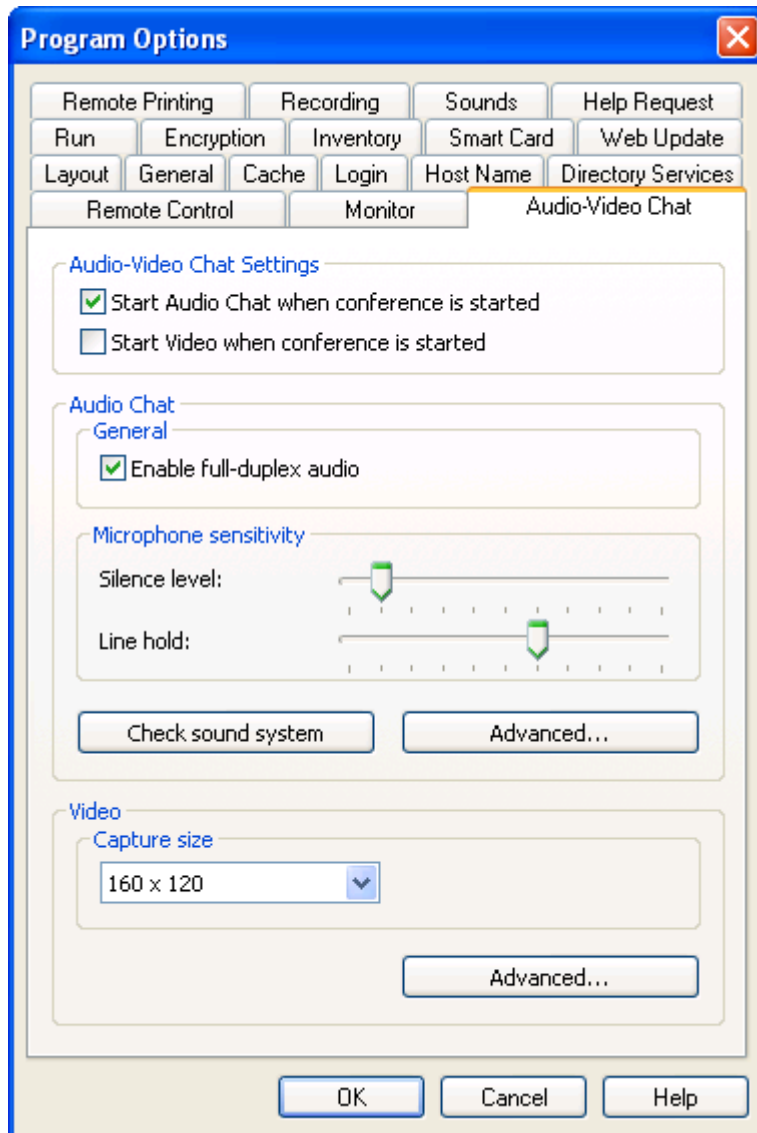 Program Options
Remote Printing Recording Sounds Help Request
Run Encryption Inventory Smart Card Web Update
Layout General Cache Login Host Name Directory Services
Remote Control Monitor Audio-Video Chat
Audio-Video Chat Settings
Start Audio Chat when conference is started
Start Video when conference is started
Audio Chat
General
Enable full-duplex audio
Microphone sensitivity
Silence level:
Line hold:
Check sound system Advanced...
Video
Capture size
160 x 120
Advanced...
OK Cancel Help